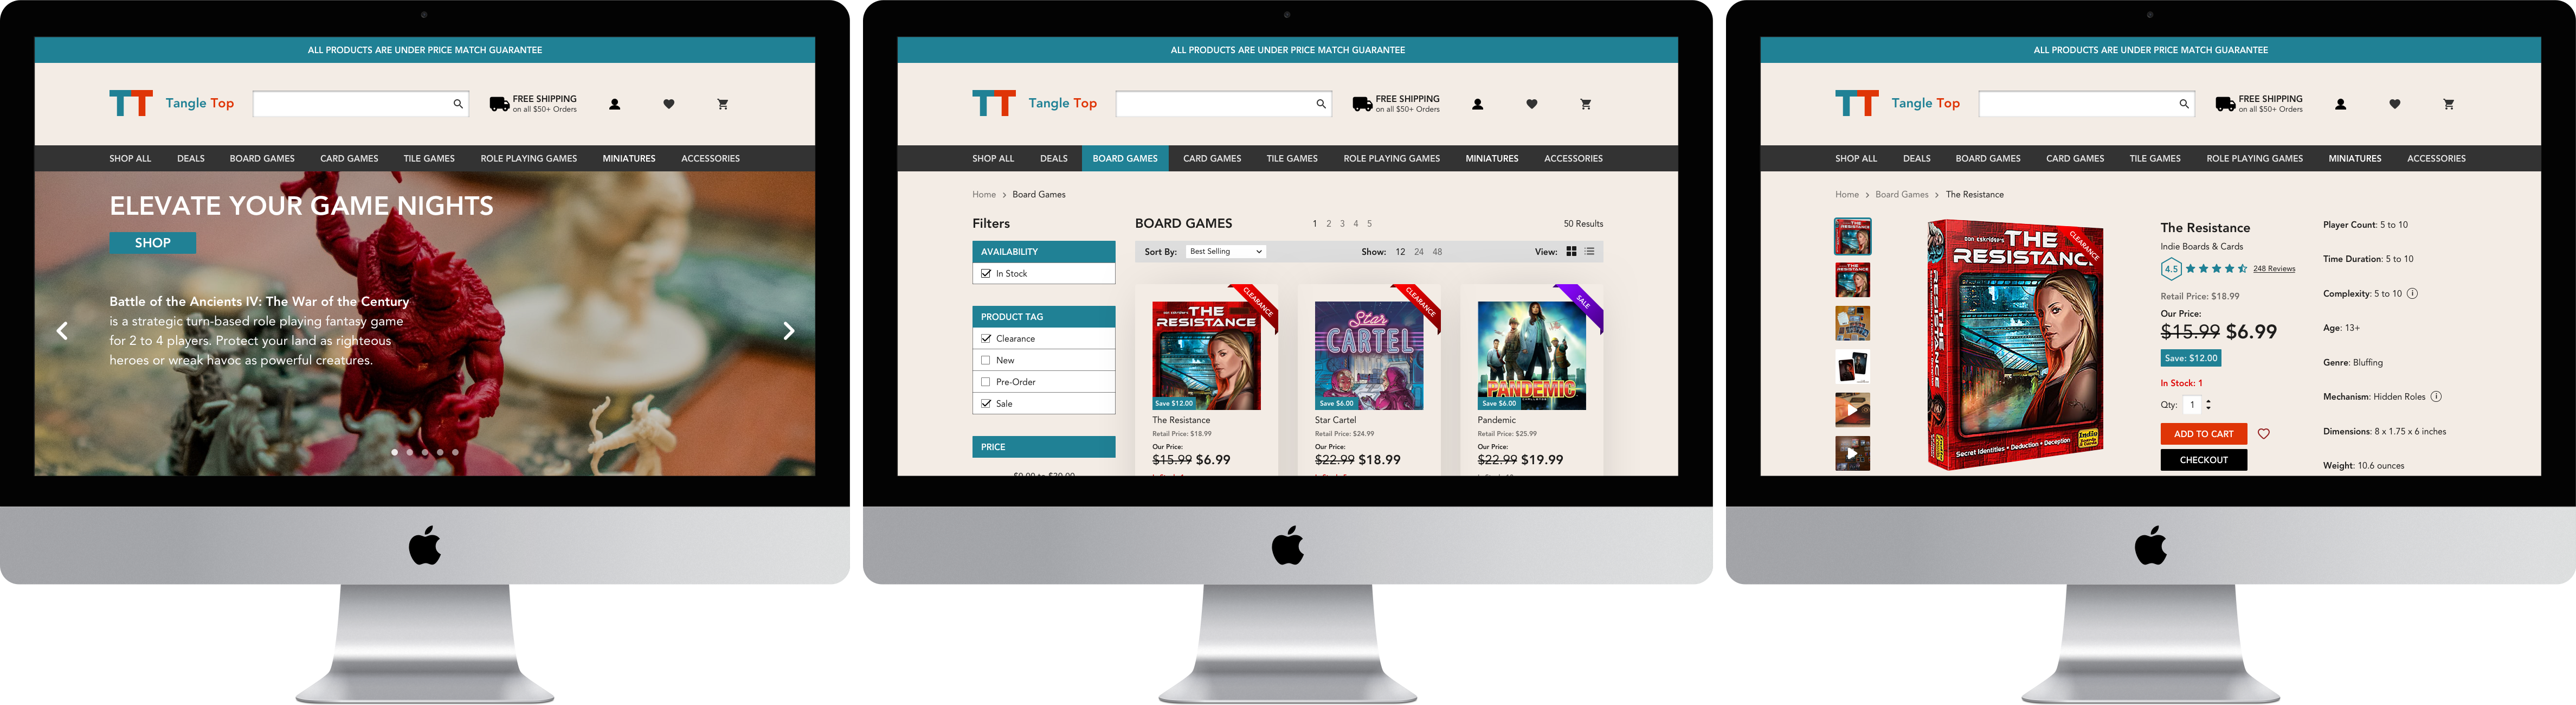 ALL PRODUCTS ARE UNDER PRICE MATCH GUARANTEE
TT Tangle Top
FREE SHIPPING
on all $50+ Orders
SHOP ALL DEALS BOARD GAMES CARD GAMES TILE GAMES ROLE PLAYING GAMES MINIATURES ACCESSORIES
ELEVATE YOUR GAME NIGHTS
SHOP
Battle of the Ancients IV: The War of the Century
is a strategic turn-based role playing fantasy game
for 2 to 4 players. Protect your land as righteous
heroes or wreak havoc as powerful creatures.
ALL PRODUCTS ARE UNDER PRICE MATCH GUARANTEE
TT Tangle Top
FREE SHIPPING
on all $50+ Orders
SHOP ALL DEALS BOARD GAMES CARD GAMES TILE GAMES ROLE PLAYING GAMES MINIATURES ACCESSORIES
Home > Board Games
Filters
AVAILABILITY
In Stock
PRODUCT TAG
Clearance
New
Pre-Order
Sale
PRICE
BOARD GAMES
1 2 3 4 5
50 Results
Sort By: Best Selling
Show: 12 24 48
View:
CLEARANCE
THE
RESISTANCE
Save $12.00
The Resistance
Retail Price: $18.99
Our Price:
$15.99 $6.99
CLEARANCE
Star
CARTEL
Save $6.00
Star Cartel
Retail Price: $24.99
Our Price:
$22.99 $18.99
SALE
PANDEMIC
Save $6.00
Pandemic
Retail Price: $25.99
Our Price:
$22.99 $19.99
ALL PRODUCTS ARE UNDER PRICE MATCH GUARANTEE
TT Tangle Top
FREE SHIPPING
on all $50+ Orders
SHOP ALL DEALS BOARD GAMES CARD GAMES TILE GAMES ROLE PLAYING GAMES MINIATURES ACCESSORIES
Home > Board Games > The Resistance
CLEARANCE
DON ESKRIDGE'S
THE
RESISTANC
RESISTANCE
Secret Identities • Deduction • Deception
Indie
Boards &
Cards
The Resistance
Indie Boards & Cards
4.5 248 Reviews
Retail Price: $18.99
Our Price:
$15.99 $6.99
Save: $12.00
In Stock: 1
Qty: 1
ADD TO CART
CHECKOUT
Player Count: 5 to 10
Time Duration: 5 to 10
Complexity: 5 to 10
Age: 13+
Genre: Bluffing
Mechanism: Hidden Roles
Dimensions: 8 x 1.75 x 6 inches
Weight: 10.6 ounces